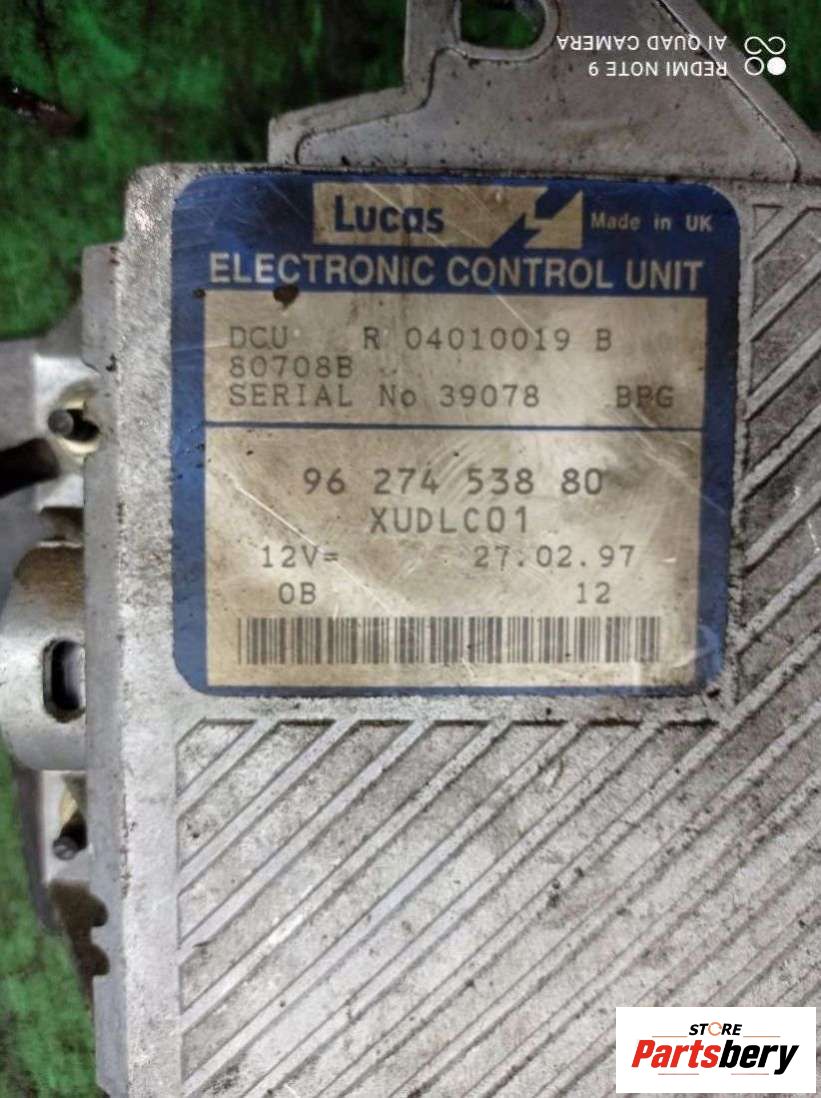 REDMI NOTE 9
AI QUAD CAMERA
Lucas
Made in UK
ELECTRONIC CONTROL UNIT
DCU R 04010019 B
80708B
SERIAL No 39078 BPG
96 274 538 80
XUDLC01
12V= 27.02.97
0B 12
STORE
Partsbery